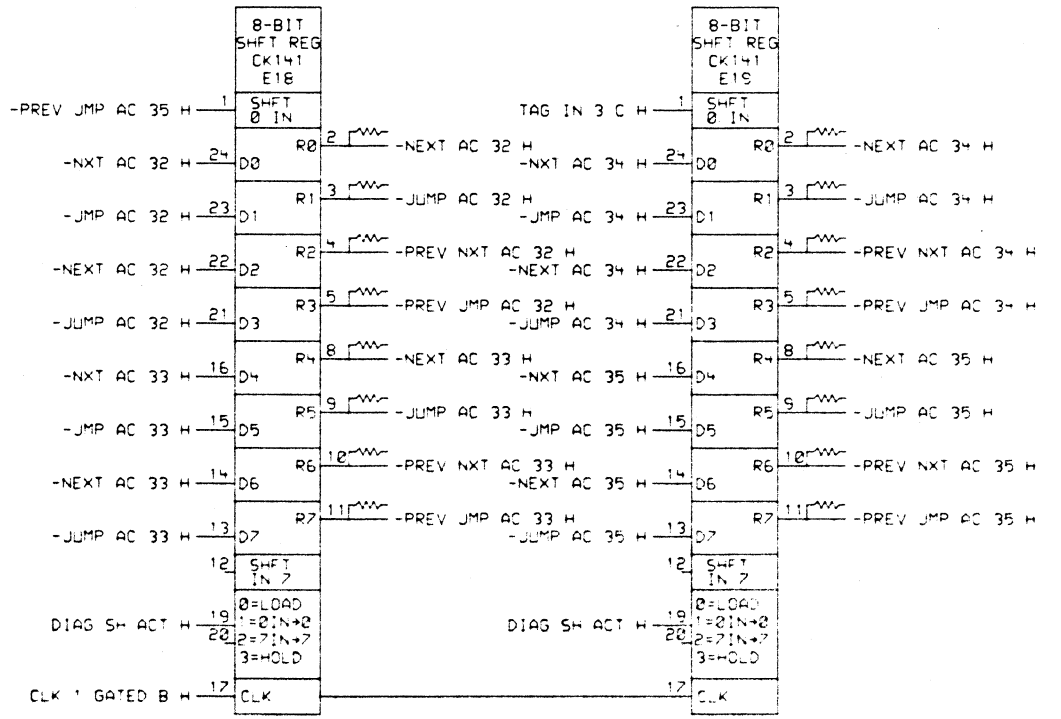 8-BIT
SHFT REG
CK141
E18
-PREV JMP AC 35 H 1 SHFT
0 IN
R0 2 -NEXT AC 32 H
-NXT AC 32 H 24 D0
R1 3 -JUMP AC 32 H
-JMP AC 32 H 23 D1
R2 4 -PREV NXT AC 32 H
-NEXT AC 32 H 22 D2
R3 5 -PREV JMP AC 32 H
-JUMP AC 32 H 21 D3
R4 8 -NEXT AC 33 H
-NXT AC 33 H 16 D4
R5 9 -JUMP AC 33 H
-JMP AC 33 H 15 D5
R6 10 -PREV NXT AC 33 H
-NEXT AC 33 H 14 D6
R7 11 -PREV JMP AC 33 H
-JUMP AC 33 H 13 D7
12 SHFT
IN 7
0=LOAD
DIAG SH ACT H 19 1=0IN→0
20 2=7IN→7
3=HOLD
CLK 1 GATED B H 17 CLK
8-BIT
SHFT REG
CK141
E19
TAG IN 3 C H 1 SHFT
0 IN
R0 2 -NEXT AC 34 H
-NXT AC 34 H 24 D0
R1 3 -JUMP AC 34 H
-JMP AC 34 H 23 D1
R2 4 -PREV NXT AC 34 H
-NEXT AC 34 H 22 D2
R3 5 -PREV JMP AC 34 H
-JUMP AC 34 H 21 D3
R4 8 -NEXT AC 35 H
-NXT AC 35 H 16 D4
R5 9 -JUMP AC 35 H
-JMP AC 35 H 15 D5
R6 10 -PREV NXT AC 35 H
-NEXT AC 35 H 14 D6
R7 11 -PREV JMP AC 35 H
-JUMP AC 35 H 13 D7
12 SHFT
IN 7
0=LOAD
DIAG SH ACT H 19 1=0IN→0
20 2=7IN→7
3=HOLD
17 CLK